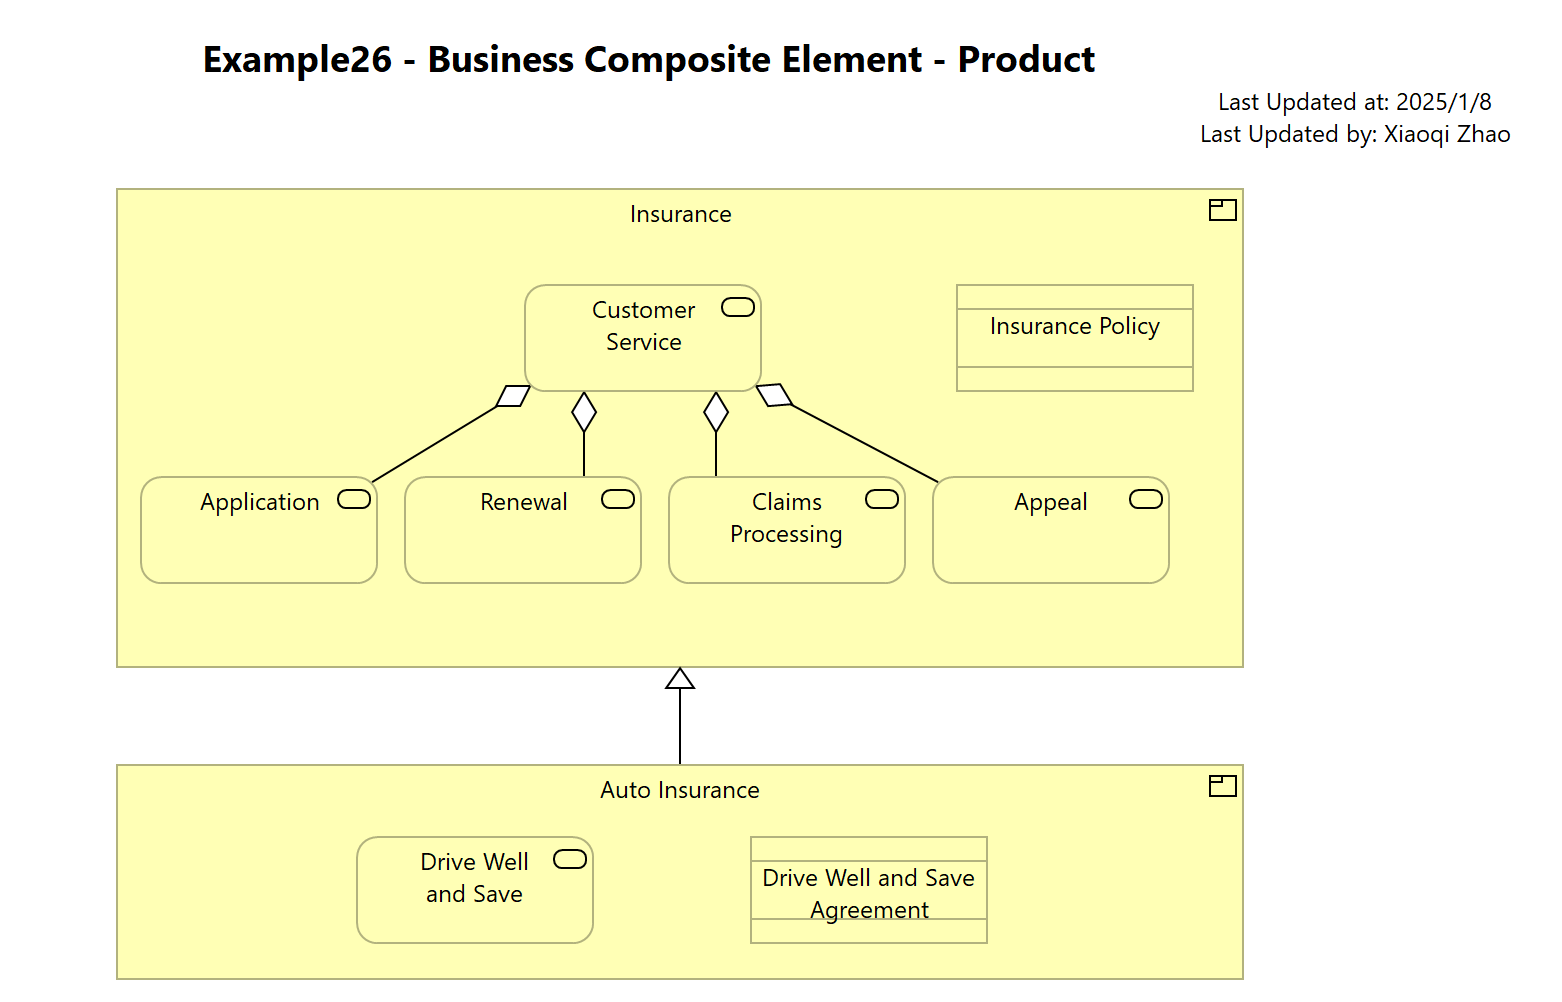 Example26 - Business Composite Element - Product
Last Updated at: 2025/1/8
Last Updated by: Xiaoqi Zhao
Insurance
Customer
Service
Insurance Policy
Application
Renewal
Claims
Processing
Appeal
Auto Insurance
Drive Well
and Save
Drive Well and Save
Agreement